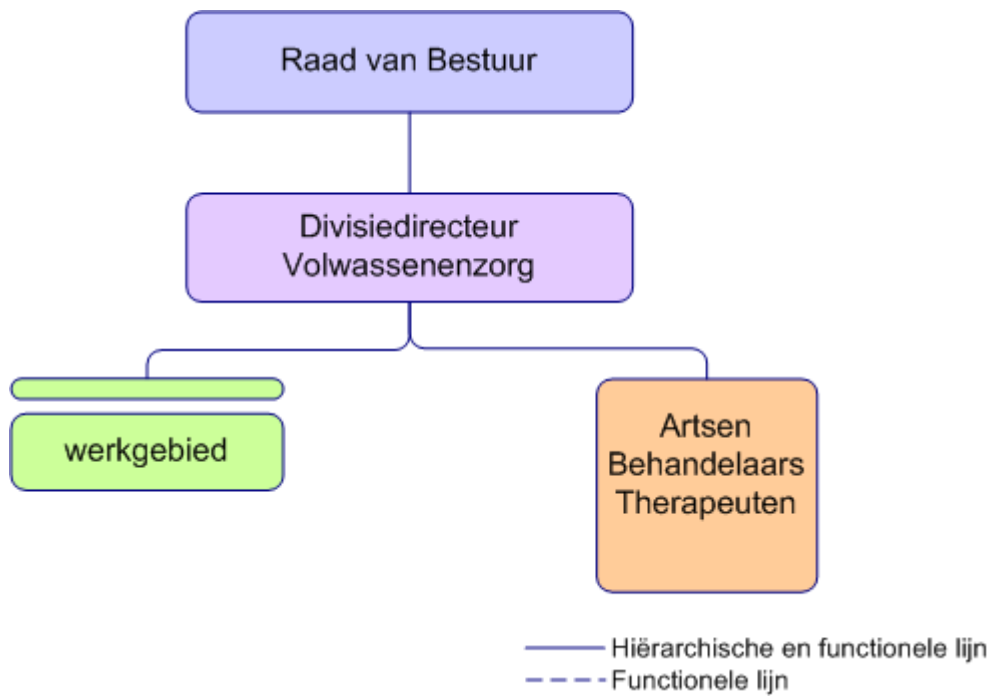 Raad van Bestuur
Divisiedirecteur
Volwassenenzorg
werkgebied
Artsen
Behandelaars
Therapeuten
Hiërarchische en functionele lijn
Functionele lijn